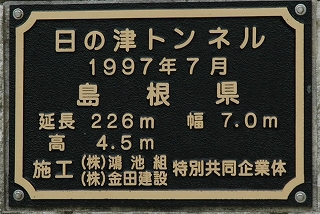 日の津トンネル
1997年7月
島根県
延長 226m 幅 7.0m
高 4.5m
施工 (株)鴻池組 特別共同企業体
(株)金田建設